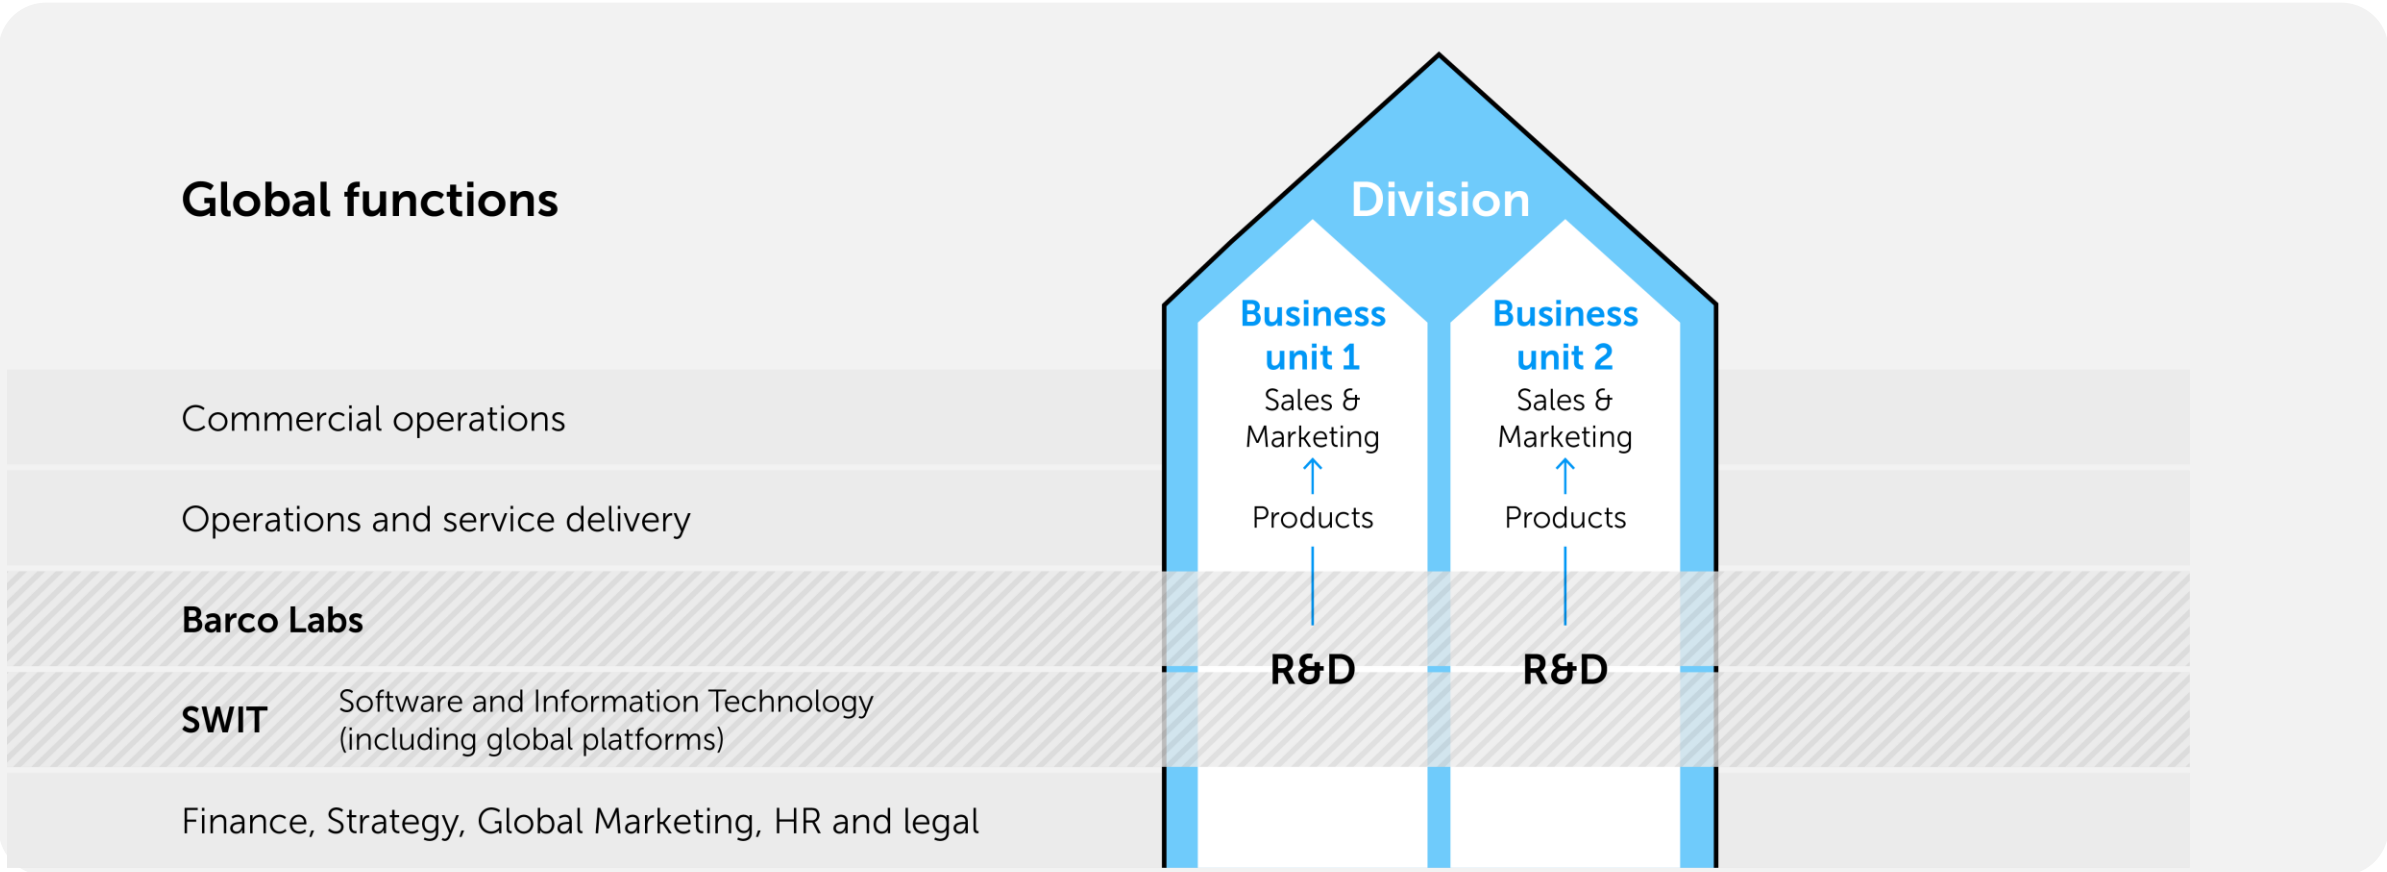 Division
Global functions
Business
unit 1
Sales &
Marketing
Products
R&D
Business
unit 2
Sales &
Marketing
Products
R&D
Commercial operations
Operations and service delivery
Barco Labs
SWIT
Software and Information Technology
(including global platforms)
Finance, Strategy, Global Marketing, HR and legal